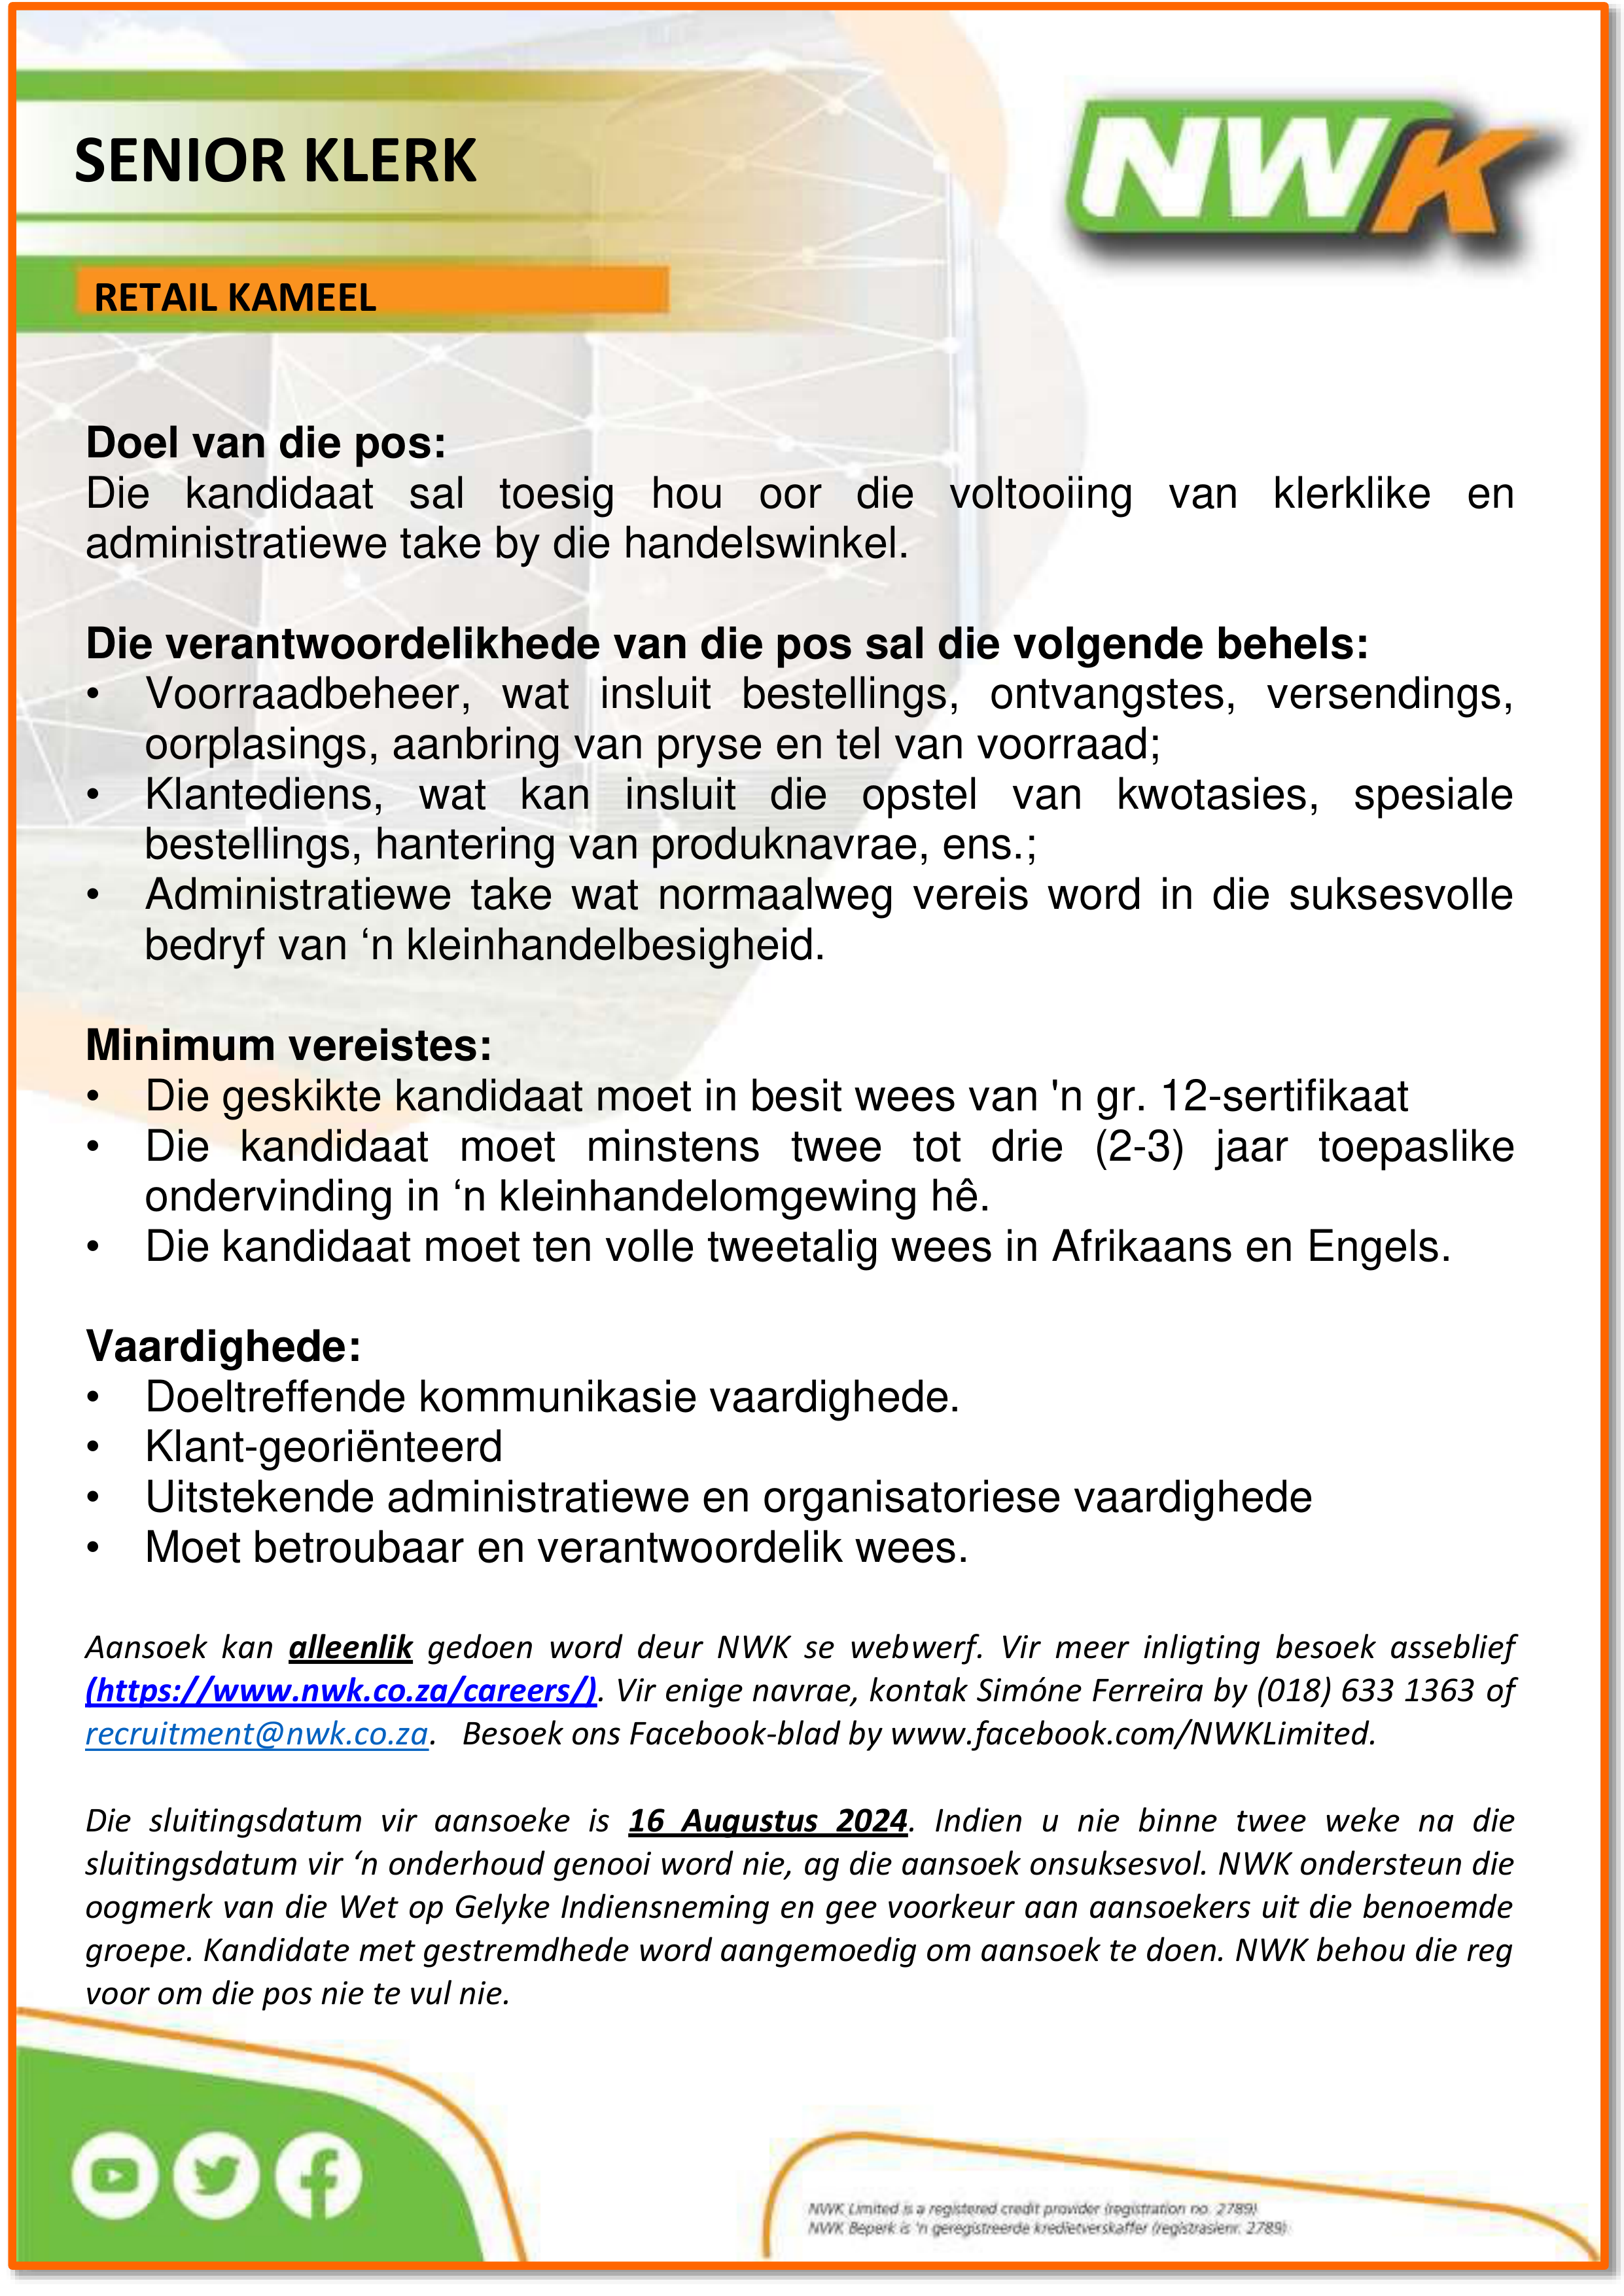 SENIOR KLERK
NWK
RETAIL KAMEEL
Doel van die pos:
Die kandidaat sal toesig hou oor die voltooiing van klerklike en
administratiewe take by die handelswinkel.
Die verantwoordelikhede van die pos sal die volgende behels:
• Voorraadbeheer, wat insluit bestellings, ontvangstes, versendings,
oorplasings, aanbring van pryse en tel van voorraad;
• Klantediens, wat kan insluit die opstel van kwotasies, spesiale
bestellings, hantering van produknavrae, ens.;
• Administratiewe take wat normaalweg vereis word in die suksesvolle
bedryf van ‘n kleinhandelbesigheid.
Minimum vereistes:
• Die geskikte kandidaat moet in besit wees van 'n gr. 12-sertifikaat
• Die kandidaat moet minstens twee tot drie (2-3) jaar toepaslike
ondervinding in ‘n kleinhandelomgewing hê.
• Die kandidaat moet ten volle tweetalig wees in Afrikaans en Engels.
Vaardighede:
• Doeltreffende kommunikasie vaardighede.
• Klant-georiënteerd
• Uitstekende administratiewe en organisatoriese vaardighede
• Moet betroubaar en verantwoordelik wees.
Aansoek kan alleenlik gedoen word deur NWK se webwerf. Vir meer inligting besoek asseblief
(https://www.nwk.co.za/careers/). Vir enige navrae, kontak Simóne Ferreira by (018) 633 1363 of
recruitment@nwk.co.za. Besoek ons Facebook-blad by www.facebook.com/NWKLimited.
Die sluitingsdatum vir aansoeke is 16 Augustus 2024. Indien u nie binne twee weke na die
sluitingsdatum vir ‘n onderhoud genooi word nie, ag die aansoek onsuksesvol. NWK ondersteun die
oogmerk van die Wet op Gelyke Indiensneming en gee voorkeur aan aansoekers uit die benoemde
groepe. Kandidate met gestremdhede word aangemoedig om aansoek te doen. NWK behou die reg
voor om die pos nie te vul nie.
NWK Limited is a registered credit provider (registration no. 2789)
NWK Beperk is 'n geregistreerde kredietverskaffer (registrasienr. 2789)